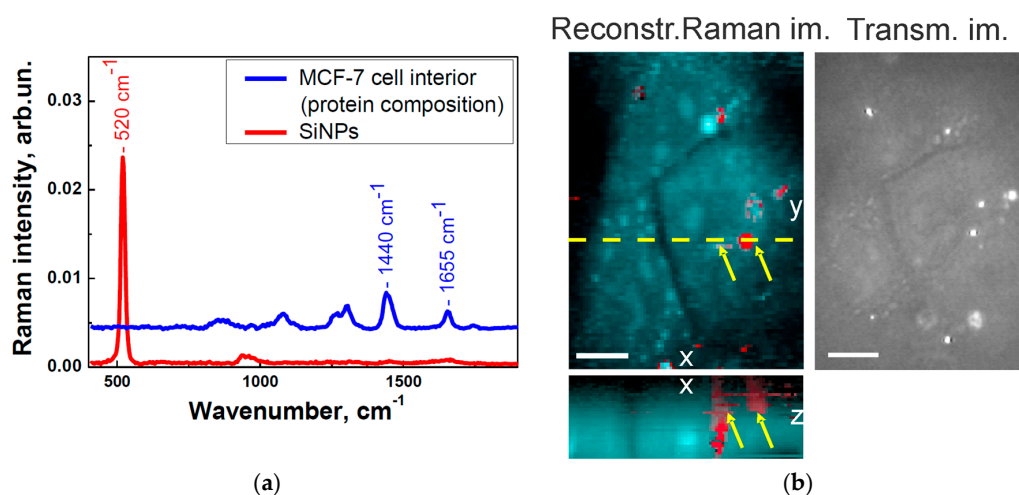 Reconstr.Raman im. Transm. im.
Raman intensity, arb.un.
0.03
0.02
0.01
0.00
500
1000
1500
Wavenumber, cm⁻¹
- 520 cm⁻¹
MCF-7 cell interior
(protein composition)
SiNPs
- 1440 cm⁻¹
- 1655 cm⁻¹
y
x
x
z
(a)
(b)